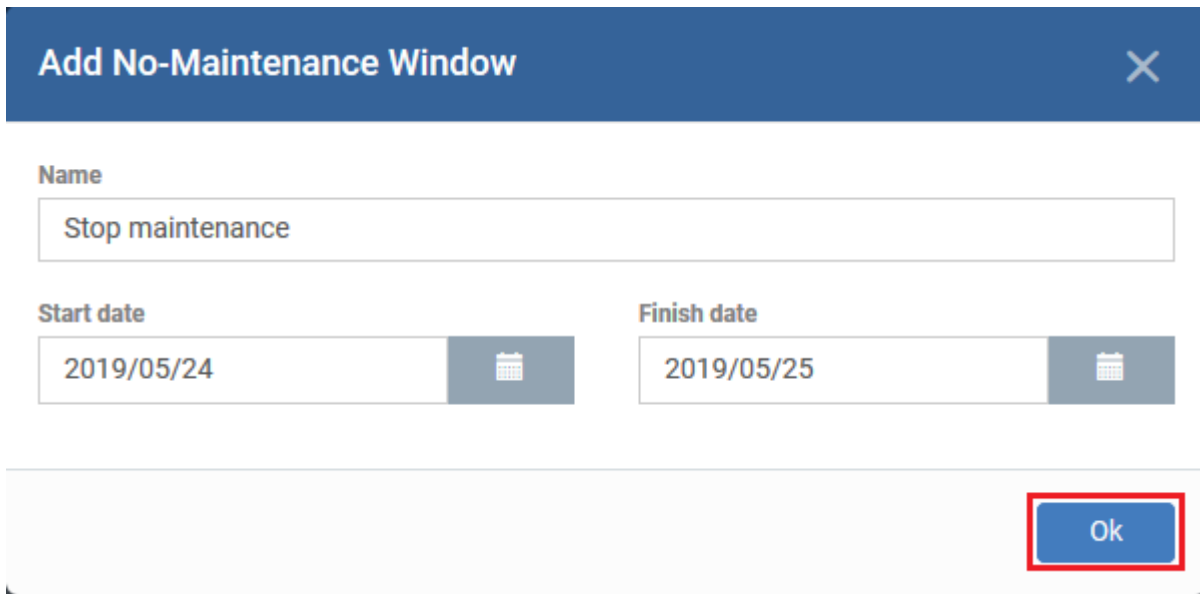 Add No-Maintenance Window
Name
Stop maintenance
Start date
Finish date
2019/05/24
2019/05/25
Ok